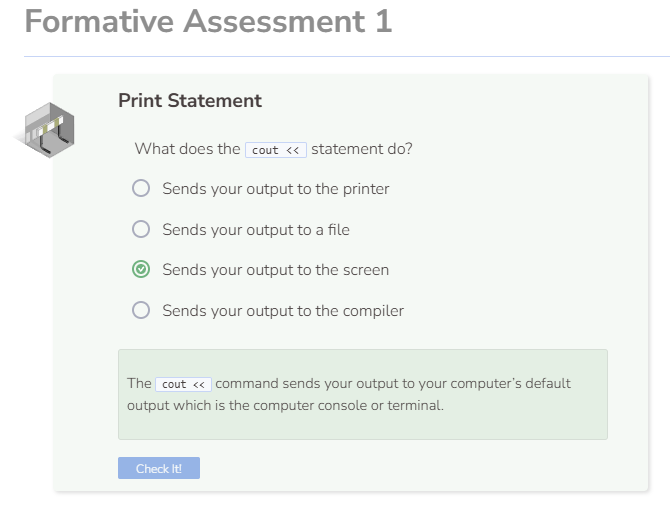 Formative Assessment 1
Print Statement
What does the cout << statement do?
Sends your output to the printer
Sends your output to a file
Sends your output to the screen
Sends your output to the compiler
The cout << command sends your output to your computer's default
output which is the computer console or terminal.
Check It!